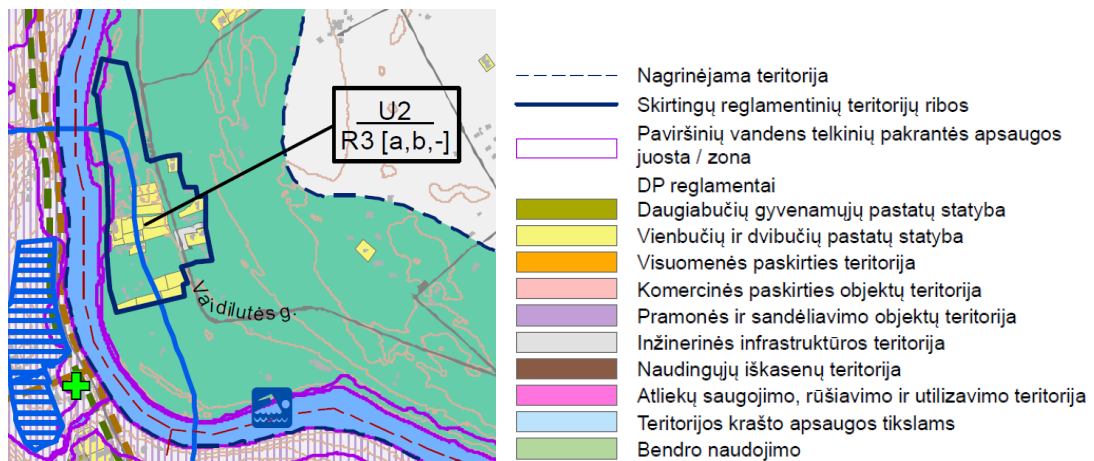 U2
R3 [a,b,-]
Vaidilutės g.
Nagrinėjama teritorija
Skirtingų reglamentinių teritorijų ribos
Paviršinių vandens telkinių pakrantės apsaugos
juosta / zona
DP reglamentai
Daugiabučių gyvenamųjų pastatų statyba
Vienbučių ir dvibučių pastatų statyba
Visuomenės paskirties teritorija
Komercinės paskirties objektų teritorija
Pramonės ir sandėliavimo objektų teritorija
Inžinerinės infrastruktūros teritorija
Naudingųjų iškasenų teritorija
Atliekų saugojimo, rūšiavimo ir utilizavimo teritorija
Teritorijos krašto apsaugos tikslams
Bendro naudojimo